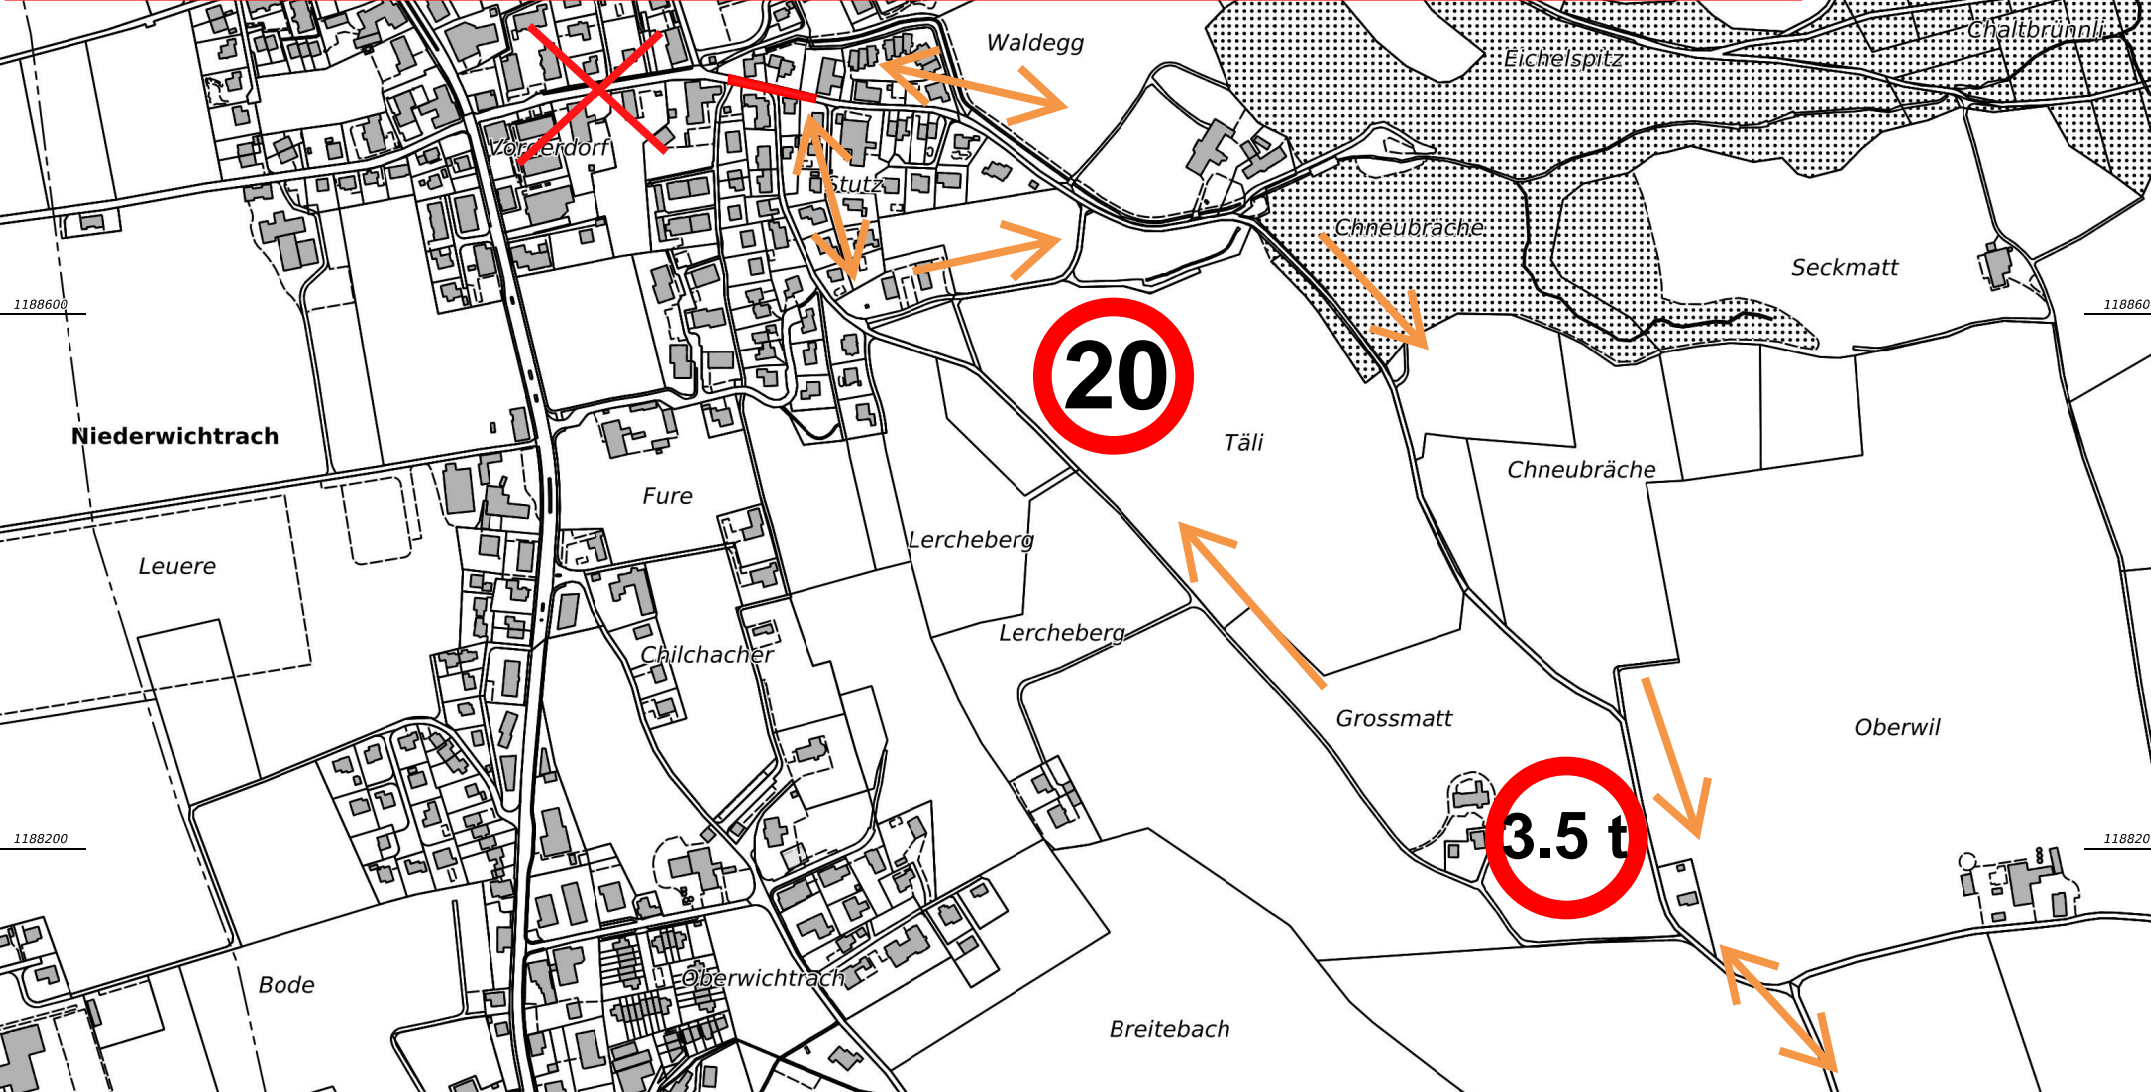 Waldegg
Chaltbrünnli
Eichelspitz
Vorderdorf
Stutz
Chneubräche
Seckmatt
1188600
118860
20
Niederwichtrach
Täli
Chneubräche
Fure
Lercheberg
Leuere
Lercheberg
Chilchacher
Grossmatt
Oberwil
3.5 t
1188200
118820
Oberwichtrach
Bode
Breitebach